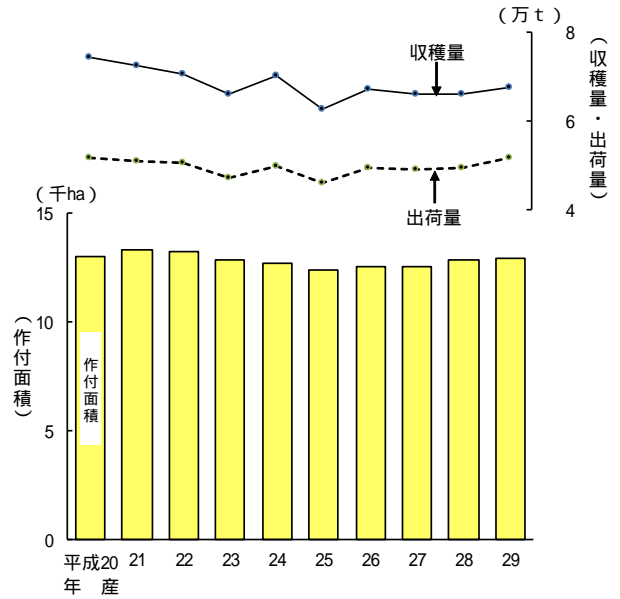 （万ｔ）
8
収穫量
（収穫量・出荷量）
6
（千ha）
4
出荷量
15
10
（作付面積）
作付面積
5
0
平成20 21 22 23 24 25 26 27 28 29
年 産